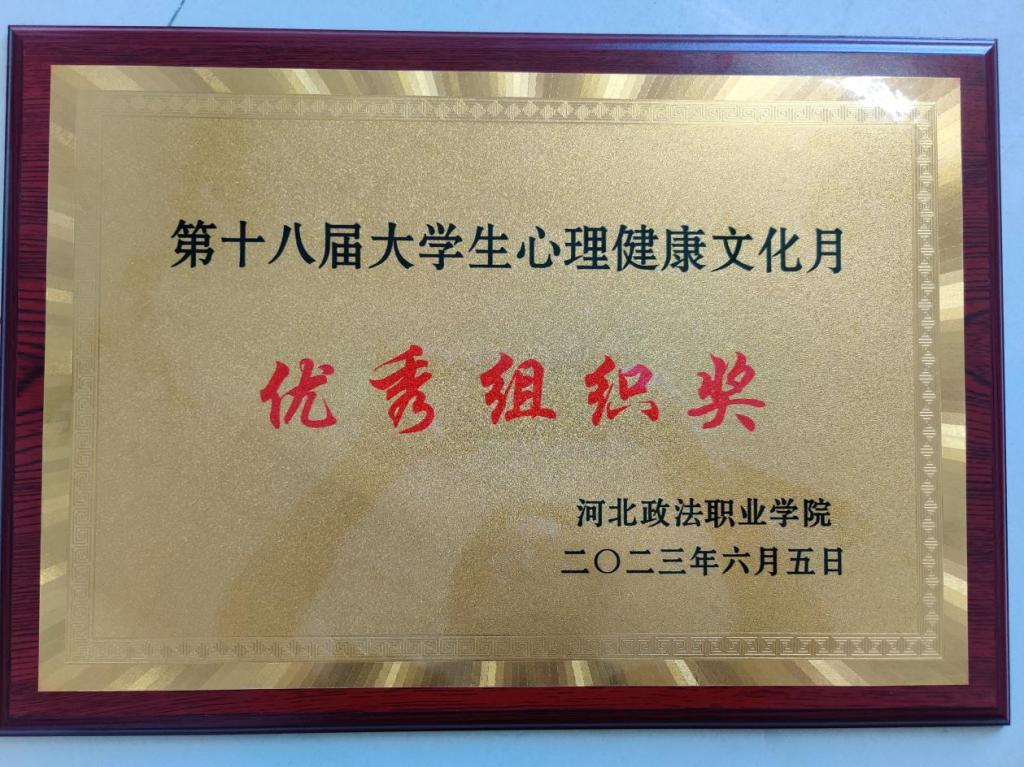 第十八届大学生心理健康文化月
优秀组织奖
河北政法职业学院
二〇二三年六月五日